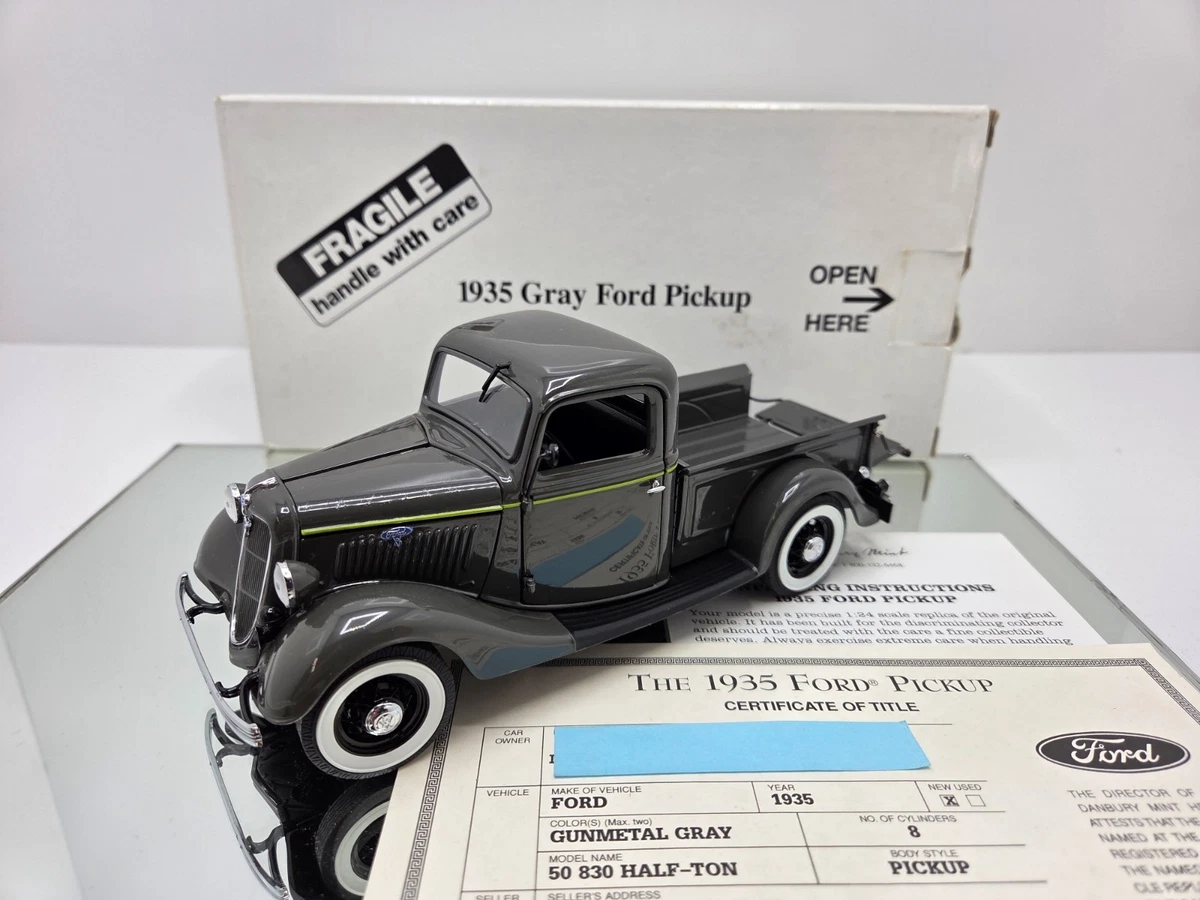 FRAGILE
handle with care
1935 Gray Ford Pickup
OPEN
HERE
Mint
INSTRUCTIONS
1935 FORD PICKUP
Your model is a precise 1:24 scale replica of the original
vehicle. It has been built for the discriminating collector
and should be treated with the care a fine collectible
deserves. Always exercise extreme care when handling
THE 1935 FORD® PICKUP
CERTIFICATE OF TITLE
CAR
OWNER
Ford
VEHICLE
MAKE OF VEHICLE
FORD
YEAR
1935
NEW USED
X
COLOR(S) (Max. two)
GUNMETAL GRAY
NO. OF CYLINDERS
8
MODEL NAME
50 830 HALF-TON
BODY STYLE
PICKUP
SELLER
SELLER'S ADDRESS
THE DIRECTOR OF
DANBURY MINT H
ATTESTS THAT THE
NAMED AT THE
REGISTERED
THE NAME
CLE REPL